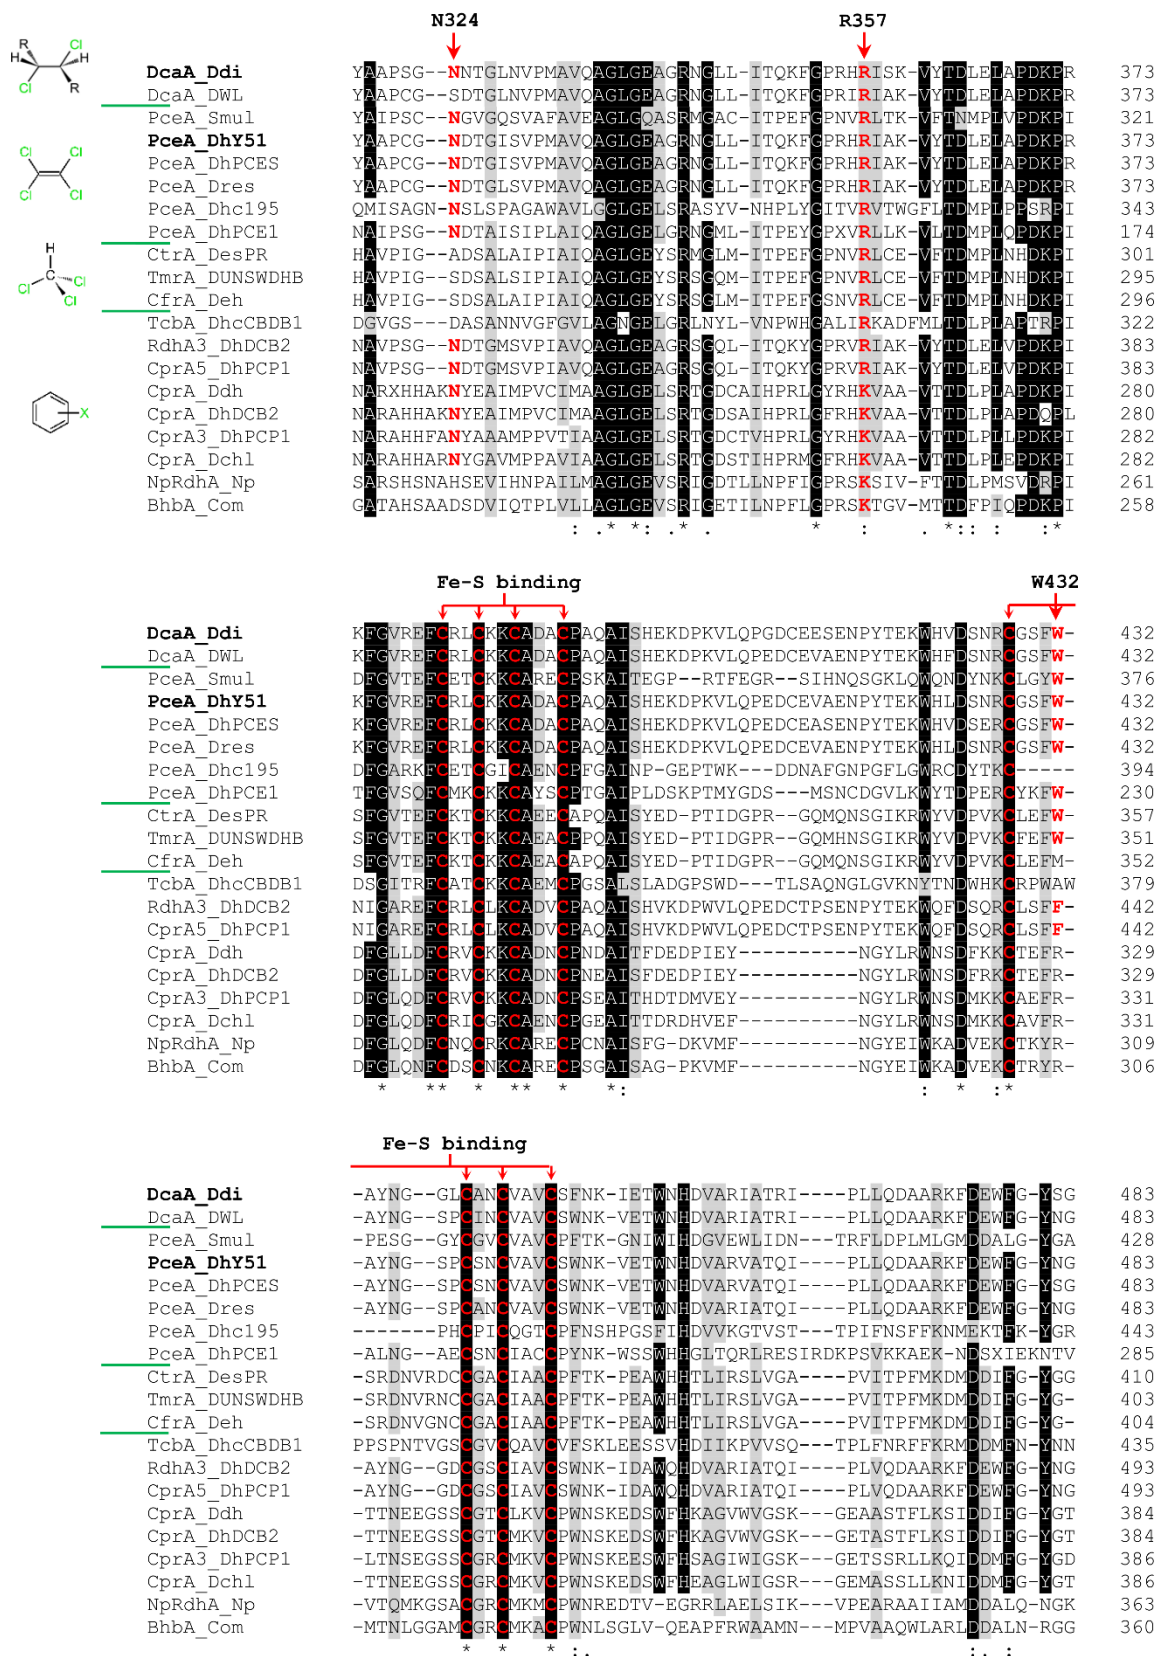 N324 R357
R Cl
H H
Cl R
DcaA_Ddi YAAPSG--NNTGLNVPMAVQAGLGEAGRNGLL-ITQKFGPRHRISK-VYTDLELAPDKPR 373
DcaA_DWL YAAPCG--SDTGLNVPMAVQAGLGEAGRNGLL-ITQKFGPRIRIAK-VYTDLELAPDKPR 373
PceA_Smul YAIPSC--NGVGQSVAFAVEAGLGQASRMGAC-ITPEFGPNVRLTK-VFTNMPLVPDKPI 321
PceA_DhY51 YAAPCG--NDTGISVPMAVQAGLGEAGRNGLL-ITQKFGPRHRIAK-VYTDLELAPDKPR 373
Cl Cl
PceA_DhPCES YAAPCG--NDTGISVPMAVQAGLGEAGRNGLL-ITQKFGPRHRIAK-VYTDLELAPDKPR 373
Cl Cl
PceA_Dres YAAPCG--NDTGLSVPMAVQAGLGEAGRNGLL-ITQKFGPRHRIAK-VYTDLELAPDKPR 373
PceA_Dhc195 QMISAGN-NSLSPAGAWAVLGGLGELSRASYV-NHPLYGITVRVTWGFLTDMPLPPSRPI 343
PceA_DhPCE1 NAIPSG--NDTAISIPLAIQAGLGELGRNGML-ITPEYGPXVRLLK-VLTDMPLQPDKPI 174
H
CtrA_DesPR HAVPIG--ADSALSIPIAIQAGLGEYSRMGLM-ITPEFGPNVRLCE-VFTDMPLNHDKPI 301
C
TmrA_DUNSWDHB HAVPIG--SDSALSIPIAIQAGLGEYSRSGQM-ITPEFGPNVRLCE-VFTDMPLNHDKPI 295
Cl Cl
Cl
CfrA_Deh HAVPIG--SDSALAIPIAIQAGLGEYSRSGLM-ITPEFGSNVRLCE-VFTDMPLNHDKPI 296
TcbA_DhcCBDB1 DGVGS---DASANNVGFGVLAGNGELGRLNYL-VNPWHGALIRKADFMLTDLPLAPTRPI 322
RdhA3_DhDCB2 NAVPSG--NDTGMSVPIAVQAGLGEAGRSGQL-ITQKYGPRVRIAK-VYTDLELVPDKPI 383
CprA5_DhPCP1 NAVPSG--NDTGMSVPIAVQAGLGEAGRSGQL-ITQKYGPRVRIAK-VYTDLELVPDKPI 383
X
CprA_Ddh NARXHHAKNYEAIMPVCIMAAGLGELSRTGDCAIHPRLGYRHKVAA-VTTDLPLAPDKPI 280
CprA_DhDCB2 NARAHHAKNYEAIMPVCIMAAGLGELSRTGDSAIHPRLGFRHKVAA-VTTDLPLAPDQPL 280
CprA3_DhPCP1 NARAHHFANYAAAMPPVTIAAGLGELSRTGDCTVHPRLGYRHKVAA-VTTDLPLLPDKPI 282
CprA_Dchl NARAHHARNYGAVMPPAVIAAGLGELSRTGDSTIHPRMGFRHKVAA-VTTDLPLEPDKPI 282
NpRdhA_Np SARSHSNAHSEVIHNPAILMAGLGEVSRIGDTLLNPFIGPRSKSIV-FTTDLPMSVDRPI 261
BhbA_Com GATAHSAADSDVIQTPLVLLAGLGEVSRIGETILNPFLGPRSKTGV-MTTDFPIQPDKPI 258
: .*.**: .* . * : *:: : :*
Fe-S binding W432
DcaA_Ddi KFGVREFCRLCKKCADACPAQAISHEKDPKVLQPGDCEESENPYTEKWHVDSNRCGSFW- 432
DcaA_DWL KFGVREFCRLCKKCADACPAQAISHEKDPKVLQPEDCEVAENPYTEKWHFDSNRCGSFW- 432
PceA_Smul DFGVTEFCETCKKCARECPSKAITEGP--RTFEGR--SIHNQSGKLQWQNDYNKCLGYW- 376
PceA_DhY51 KFGVREFCRLCKKCADACPAQAISHEKDPKVLQPEDCEVAENPYTEKWHLDSNRCGSFW- 432
PceA_DhPCES KFGVREFCRLCKKCADACPAQAISHEKDPKVLQPEDCEASENPYTEKWHVDSERCGSFW- 432
PceA_Dres KFGVREFCRLCKKCADACPAQAISHEKDPKVLQPEDCEVAENPYTEKWHLDSNRCGSFW- 432
PceA_Dhc195 DFGARKFCETCGICAENCPFGAINP-GEPTWK--DDNAFGNPGFLGWRCDYTKC----- 394
PceA_DhPCE1 TFGVSQFCMKCKKCAYSCPTGAIPLDSKPTMYGDS---MSNCDGVLKWYTDPERCYKFW- 230
CtrA_DesPR SFGVTEFCKTCKKCAEECAPQAISYED-PTIDGPR--GQMQNSGIKRWYVDPVKCLEFW- 357
TmrA_DUNSWDHB SFGVTEFCKTCKKCAEACPPQAISYED-PTIDGPR--GQMHNSGIKRWYVDPVKCFEFW- 351
CfrA_Deh SFGVTEFCKTCKKCAEACAPQAISYED-PTIDGPR--GQMQNSGIKRWYVDPVKCLEFM- 352
TcbA_DhcCBDB1 DSGITRFCATCKKCAEMCPGSALSLADGPSWD---TLSAQNGLGVKNYTNDWHKCRPWAW 379
RdhA3_DhDCB2 NIGAREFCRLCLKCADVCPAQAISHVKDPWVLQPEDCTPSENPYTEKWQFDSQRCLSFF- 442
CprA5_DhPCP1 NIGAREFCRLCLKCADVCPAQAISHVKDPWVLQPEDCTPSENPYTEKWQFDSQRCLSFF- 442
CprA_Ddh DFGLLDFCRVCKKCADNCPNDAITFDEDPIEY----------NGYLRWNSDFKKCTEFR- 329
CprA_DhDCB2 DFGLLDFCRVCKKCADNCPNEAISFDEDPIEY----------NGYLRWNSDFRKCTEFR- 329
CprA3_DhPCP1 DFGLQDFCRVCKKCADNCPSEAITHDTDMVEY----------NGYLRWNSDMKKCAEFR- 331
CprA_Dchl DFGLQDFCRICGKCAENCPGEAITTDRDHVEF----------NGYLRWNSDMKKCAVFR- 331
NpRdhA_Np DFGLQDFCNQCRKCARECPCNAISFG-DKVMF----------NGYEIWKADVEKCTKYR- 309
BhbA_Com DFGLQNFCDSCNKCARECPSGAISAG-PKVMF----------NGYEIWKADVEKCTRYR- 306
* ** * ** * *: : * :*
Fe-S binding
DcaA_Ddi -AYNG--GLCANCVAVCSFNK-IETWNHDVARIATRI----PLLQDAARKFDEWFG-YSG 483
DcaA_DWL -AYNG--SPCINCVAVCSWNK-VETWNHDVARIATRI----PLLQDAARKFDEWFG-YNG 483
PceA_Smul -PESG--GYCGVCVAVCPFTK-GNIWIHDGVEWLIDN----TRFLDPLMLGMDDALG-YGA 428
PceA_DhY51 -AYNG--SPCSNCVAVCSWNK-VETWNHDVARVATQI----PLLQDAARKFDEWFG-YNG 483
PceA_DhPCES -AYNG--SPCSNCVAVCSWNK-VETWNHDVARVATQI----PLLQDAARKFDEWFG-YSG 483
PceA_Dres -AYNG--SPCANCVAVCSWNK-VETWNHDVARIATQI----PLLQDAARKFDEWFG-YNG 483
PceA_Dhc195 -------PHCPICQGTCPFNSHPGSFIHDVVKGTVST---TPIFNSFFKNMEKTFK-YGR 443
PceA_DhPCE1 -ALNG--AECSNCIACCPYNK-WSSWHHGLTQRLRESIRDKPSVKKAEK-NDSXIEKNTV 285
CtrA_DesPR -SRDNVRDCCGACIAACPFTK-PEAWHHTLIRSLVGA----PVITPFMKDMDDIFG-YGG 410
TmrA_DUNSWDHB -SRDNVRNCCGACIAACPFTK-PEAWHHTLIRSLVGA----PVITPFMKDMDDIFG-YGG 403
CfrA_Deh -SRDNVGNCCGACIAACPFTK-PEAWHHTLIRSLVGA----PVITPFMKDMDDIFG-YG- 404
TcbA_DhcCBDB1 PPSPNTVGSCGVCQAVCVFSKLEESSVHDIIKPVVSQ---TPLFNRFFKRMDDMFN-YNN 435
RdhA3_DhDCB2 -AYNG--GDCGSCIAVCSWNK-IDAWQHDVARIATQI----PLVQDAARKFDEWFG-YNG 493
CprA5_DhPCP1 -AYNG--GDCGSCIAVCSWNK-IDAWQHDVARIATQI----PLVQDAARKFDEWFG-YNG 493
CprA_Ddh -TTNEEGSSCGTCLKVCPWNSKEDSWFHKAGVWVGSK---GEAASTFLKSIDDIFG-YGT 384
CprA_DhDCB2 -TTNEEGSSCGTCMKVCPWNSKEDSWFHKAGVWVGSK---GETASTFLKSIDDIFG-YGT 384
CprA3_DhPCP1 -LTNSEGSSCGRCMKVCPWNSKEESWFHSAGIWIGSK---GETSSRLLKQIDDMFG-YGD 386
CprA_Dchl -TTNEEGSSCGRCMKVCPWNSKEDSWFHEAGLWIGSR---GEMASSLLKNIDDMFG-YGT 386
NpRdhA_Np -VTQMKGSACGRCMKMCPWNREDTV-EGRRLAELSIK---VPEARAAIIAMDDALQ-NGK 363
BhbA_Com -MTNLGGAMCGRCMKACPWNLSGLV-QEAPFRWAAMN---MPVAAQWLARLDDALN-RGG 360
* * * :. :. :